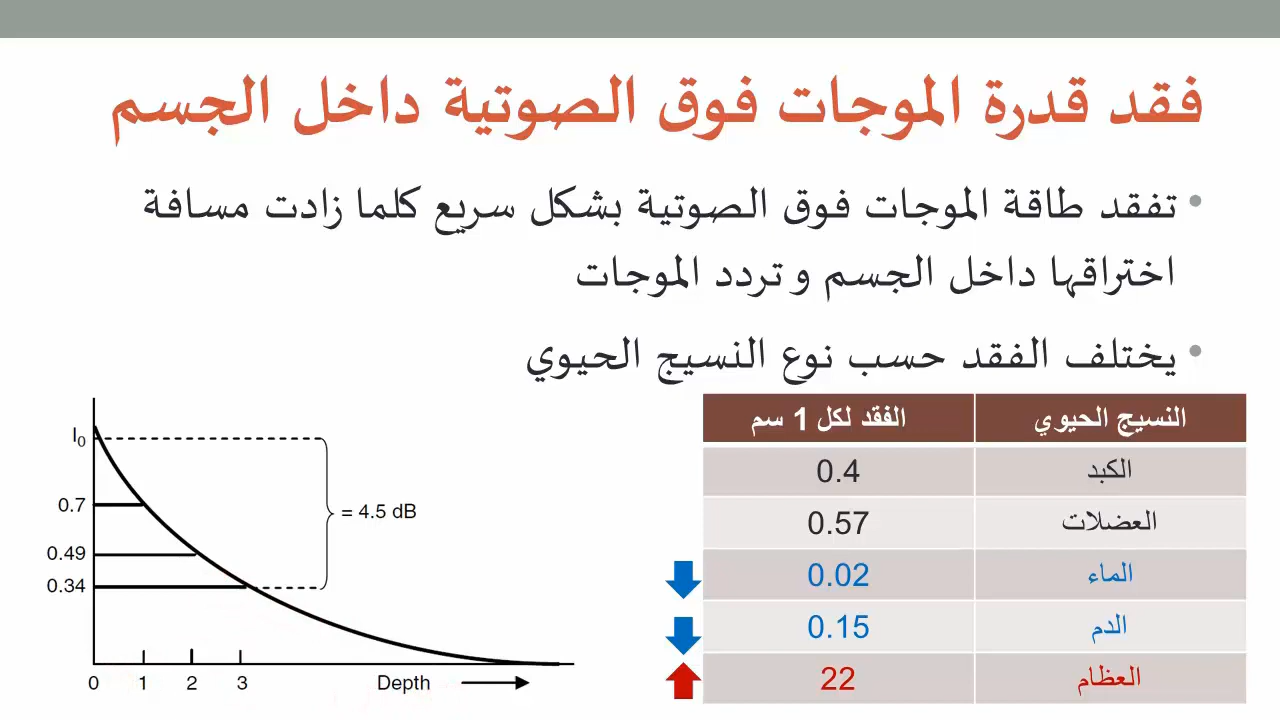 فقد قدرة الموجات فوق الصوتية داخل الجسم
• تفقد طاقة الموجات فوق الصوتية بشكل سريع كلما زادت مسافة
اختراقها داخل الجسم و تردد الموجات
• يختلف الفقد حسب نوع النسيج الحيوي
النسيج الحيوي الفقد لكل 1 سم
الكبد 0.4
العضلات 0.57
الماء 0.02
الدم 0.15
العظام 22
I₀
0.7
0.49
0.34
= 4.5 dB
0 1 2 3 Depth